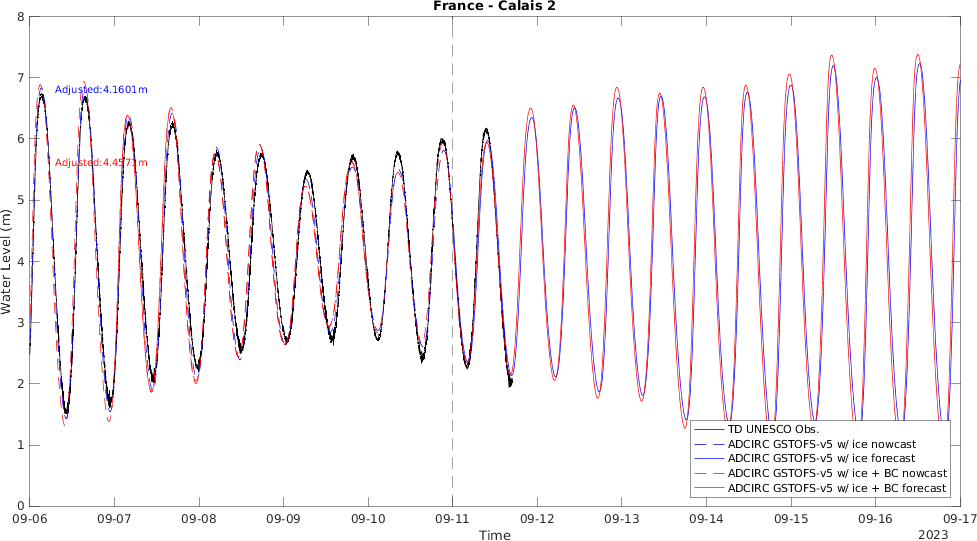 France - Calais 2
8
7
6
5
4
3
2
1
0
Water Level (m)
Adjusted:4.1601m
Adjusted:4.4571m
TD UNESCO Obs.
ADCIRC GSTOFS-v5 w/ ice nowcast
ADCIRC GSTOFS-v5 w/ ice forecast
ADCIRC GSTOFS-v5 w/ ice + BC nowcast
ADCIRC GSTOFS-v5 w/ ice + BC forecast
09-06 09-07 09-08 09-09 09-10 09-11 09-12 09-13 09-14 09-15 09-16 09-17
Time
2023